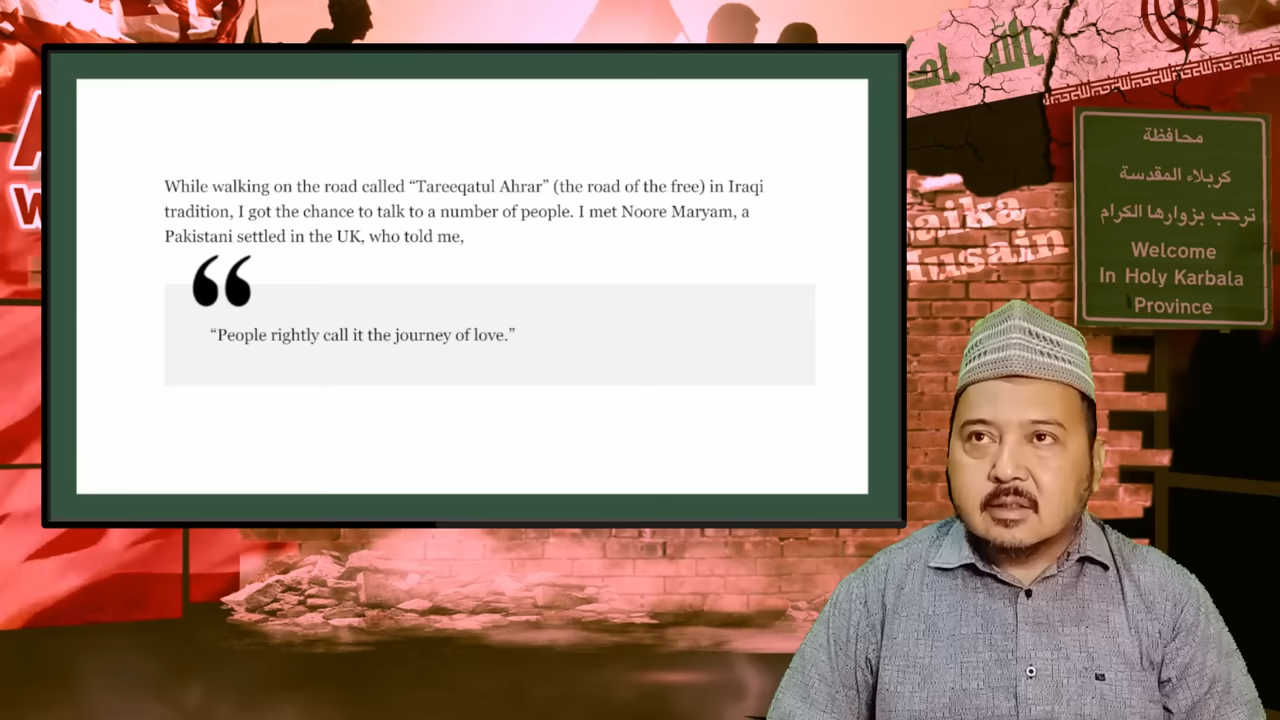 While walking on the road called “Tareeqatul Ahrar” (the road of the free) in Iraqi
tradition, I got the chance to talk to a number of people. I met Noore Maryam, a
Pakistani settled in the UK, who told me,
“People rightly call it the journey of love.”
الله
محافظة
كربلاء المقدسة
ترحب بزوارها الكرام
Welcome
In Holy Karbala
Province